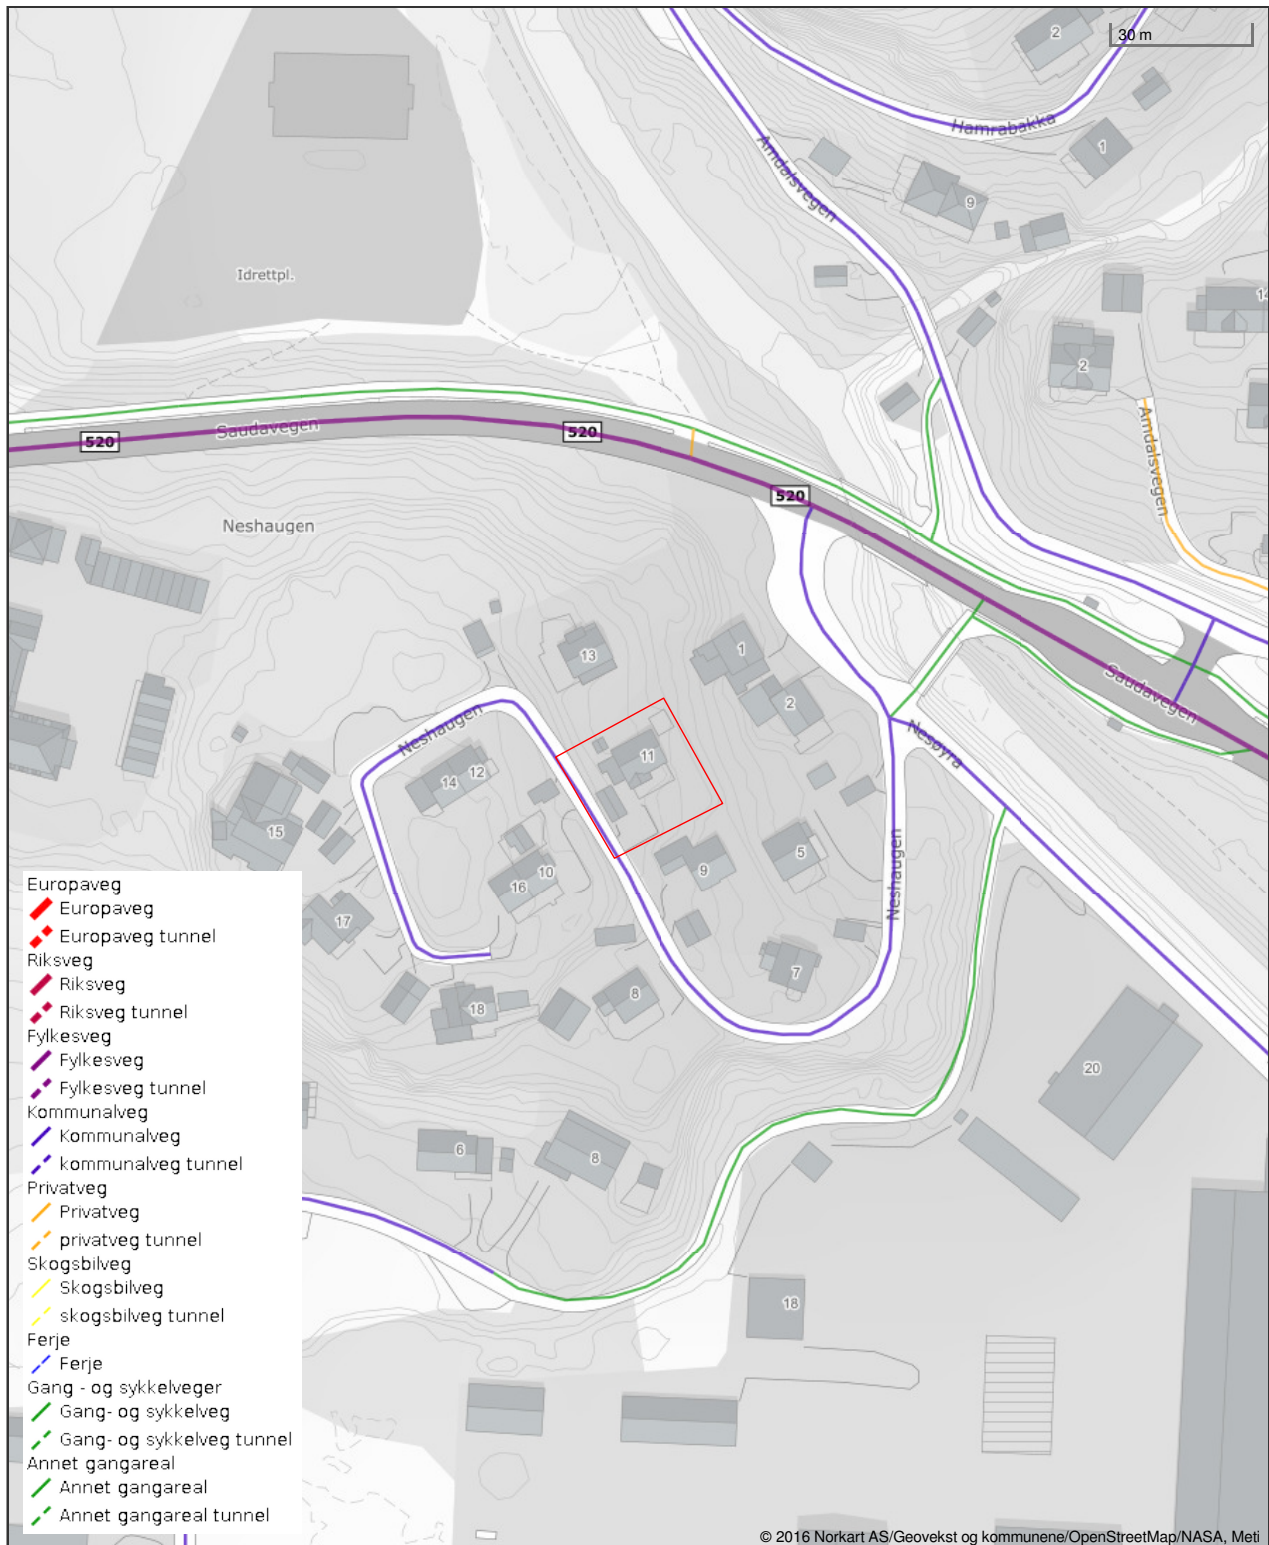 2
30 m
Hamrabakka
1
Amdalsvegen
9
Idrettpl.
14
2
Amdalsvegen
Saudavegen
520
520
520
Neshaugen
13
1
2
Saudavegen
Neshaugen
Nesøyra
11
14
12
15
5
9
10
16
Neshaugen
17
7
8
18
20
6
8
18
Europaveg
Europaveg
Europaveg tunnel
Riksveg
Riksveg
Riksveg tunnel
Fylkesveg
Fylkesveg
Fylkesveg tunnel
Kommunalveg
Kommunalveg
kommunalveg tunnel
Privatveg
Privatveg
privatveg tunnel
Skogsbilveg
Skogsbilveg
skogsbilveg tunnel
Ferje
Ferje
Gang - og sykkelveger
Gang- og sykkelveg
Gang- og sykkelveg tunnel
Annet gangareal
Annet gangareal
Annet gangareal tunnel
© 2016 Norkart AS/Geovekst og kommunene/OpenStreetMap/NASA, Meti